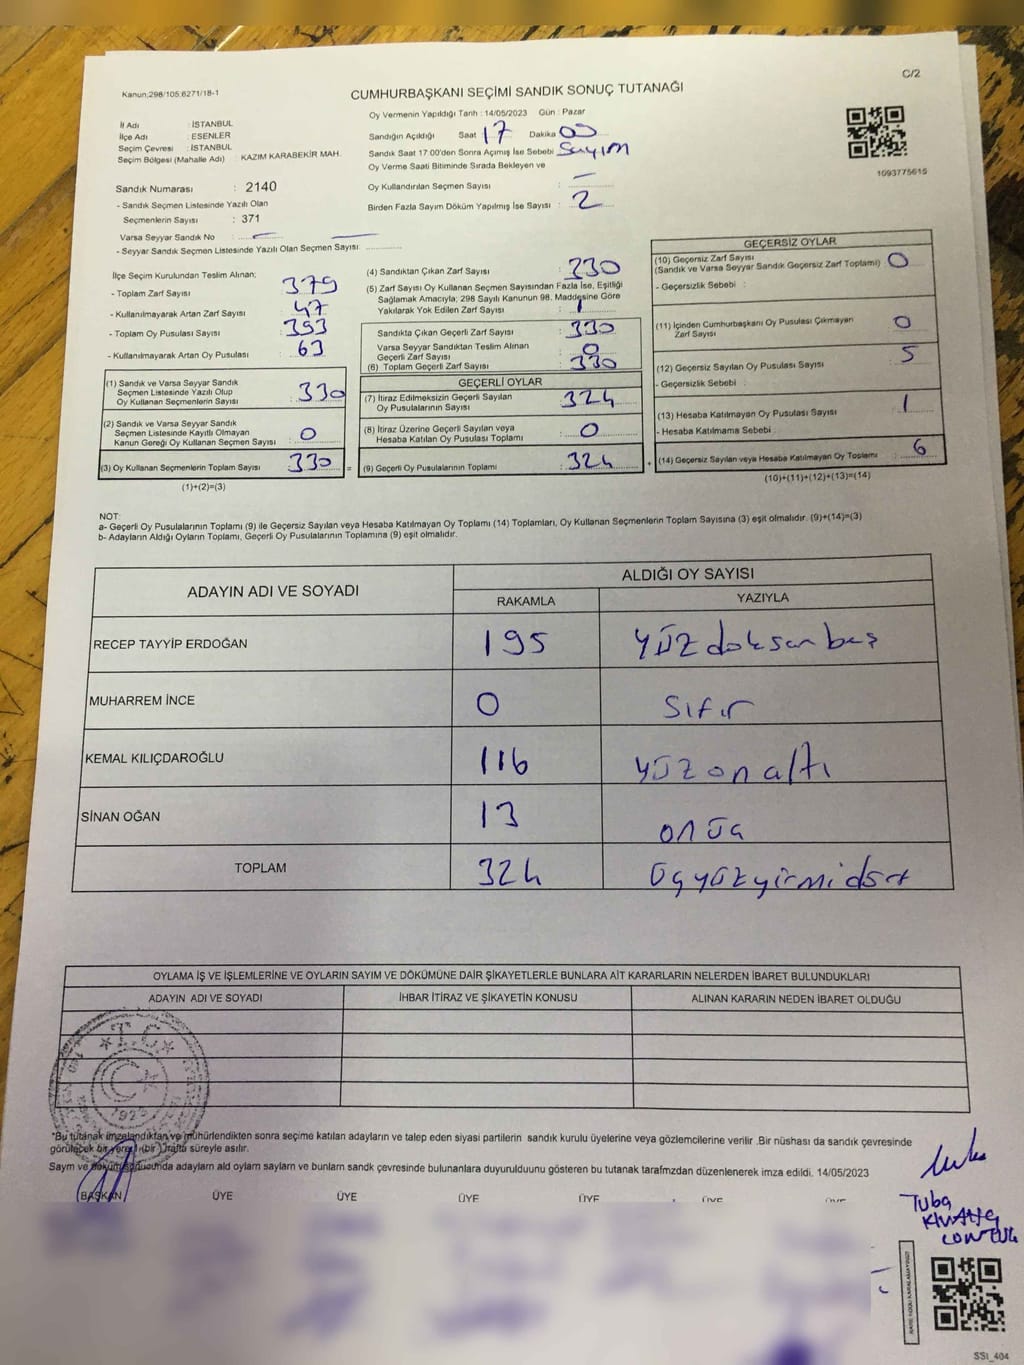 C/2
Kanun:298/105:6271/18-1
CUMHURBAŞKANI SEÇİMİ SANDIK SONUÇ TUTANAĞI
İl Adı : İSTANBUL
İlçe Adı : ESENLER
Seçim Çevresi : İSTANBUL
Seçim Bölgesi (Mahalle Adı) : KAZIM KARABEKİR MAH.
Oy Vermenin Yapıldığı Tarih : 14/05/2023 Gün : Pazar
Sandığın Açıldığı Saat 17 Dakika 00
Sandık Saat 17:00'den Sonra Açımış İse Sebebi : Sayım
Oy Verme Saati Bitiminde Sırada Bekleyen ve
Oy Kullandırılan Seçmen Sayısı : –
Birden Fazla Sayım Döküm Yapılmış İse Sayısı : 2
1093775615
Sandık Numarası : 2140
- Sandık Seçmen Listesinde Yazılı Olan
Seçmenlerin Sayısı : 371
Varsa Seyyar Sandık No : –
- Seyyar Sandık Seçmen Listesinde Yazılı Olan Seçmen Sayısı:
İlçe Seçim Kurulundan Teslim Alınan;
- Toplam Zarf Sayısı : 379
- Kullanılmayarak Artan Zarf Sayısı : 47
- Toplam Oy Pusulası Sayısı : 393
- Kullanılmayarak Artan Oy Pusulası : 63
(1) Sandık ve Varsa Seyyar Sandık
Seçmen Listesinde Yazılı Olup
Oy Kullanan Seçmenlerin Sayısı : 330
(2) Sandık ve Varsa Seyyar Sandık
Seçmen Listesinde Kayıtlı Olmayan
Kanun Gereği Oy Kullanan Seçmen Sayısı : 0
(3) Oy Kullanan Seçmenlerin Toplam Sayısı : 330 =
(1)+(2)=(3)
(4) Sandıktan Çıkan Zarf Sayısı : 330
(5) Zarf Sayısı Oy Kullanan Seçmen Sayısından Fazla İse, Eşitliği
Sağlamak Amacıyla; 298 Sayılı Kanunun 98. Maddesine Göre
Yakılarak Yok Edilen Zarf Sayısı : 1
Sandıkta Çıkan Geçerli Zarf Sayısı : 330
Varsa Seyyar Sandıktan Teslim Alınan
Geçerli Zarf Sayısı : 0
(6) Toplam Geçerli Zarf Sayısı : 330
GEÇERLİ OYLAR
(7) İtiraz Edilmeksizin Geçerli Sayılan
Oy Pusulalarının Sayısı : 324
(8) İtiraz Üzerine Geçerli Sayılan veya
Hesaba Katılan Oy Pusulası Toplamı : 0
(9) Geçerli Oy Pusulalarının Toplamı : 324 +
GEÇERSİZ OYLAR
(10) Geçersiz Zarf Sayısı
(Sandık ve Varsa Seyyar Sandık Geçersiz Zarf Toplamı) : 0
- Geçersizlik Sebebi :
(11) İçinden Cumhurbaşkanı Oy Pusulası Çıkmayan
Zarf Sayısı : 0
(12) Geçersiz Sayılan Oy Pusulası Sayısı : 5
- Geçersizlik Sebebi :
(13) Hesaba Katılmayan Oy Pusulası Sayısı : 1
- Hesaba Katılmama Sebebi :
(14) Geçersiz Sayılan veya Hesaba Katılmayan Oy Toplamı : 6
(10)+(11)+(12)+(13)=(14)
NOT:
a- Geçerli Oy Pusulalarının Toplamı (9) ile Geçersiz Sayılan veya Hesaba Katılmayan Oy Toplamı (14) Toplamları, Oy Kullanan Seçmenlerin Toplam Sayısına (3) eşit olmalıdır. (9)+(14)=(3)
b- Adayların Aldığı Oyların Toplamı, Geçerli Oy Pusulalarının Toplamına (9) eşit olmalıdır.
ADAYIN ADI VE SOYADI ALDIĞI OY SAYISI
RAKAMLA YAZIYLA
RECEP TAYYİP ERDOĞAN 195 yüzdoksanbeş
MUHARREM İNCE 0 sıfır
KEMAL KILIÇDAROĞLU 116 yüzonaltı
SİNAN OĞAN 13 onüç
TOPLAM 324 üçyüzyirmidört
OYLAMA İŞ VE İŞLEMLERİNE VE OYLARIN SAYIM VE DÖKÜMÜNE DAİR ŞİKAYETLERLE BUNLARA AİT KARARLARIN NELERDEN İBARET BULUNDUKLARI
ADAYIN ADI VE SOYADI İHBAR İTİRAZ VE ŞİKAYETİN KONUSU ALINAN KARARIN NEDEN İBARET OLDUĞU
T.C.
1923
*Bu tutanak imzalandıktan ve mühürlendikten sonra seçime katılan adayların ve talep eden siyasi partilerin sandık kurulu üyelerine veya gözlemcilerine verilir .Bir nüshası da sandık çevresinde
görülecek bir yere 1 (bir ) hafta süreyle asılır.
Sayım ve döküm sonucunda adayların ald oyların sayların ve bunlarn sandk çevresinde bulunanlara duyurulduunu gösteren bu tutanak tarafmzdan düzenlenerek imza edildi. 14/05/2023
BAŞKAN ÜYE ÜYE ÜYE ÜYE ÜYE ÜYE
Tuba
SSI_404